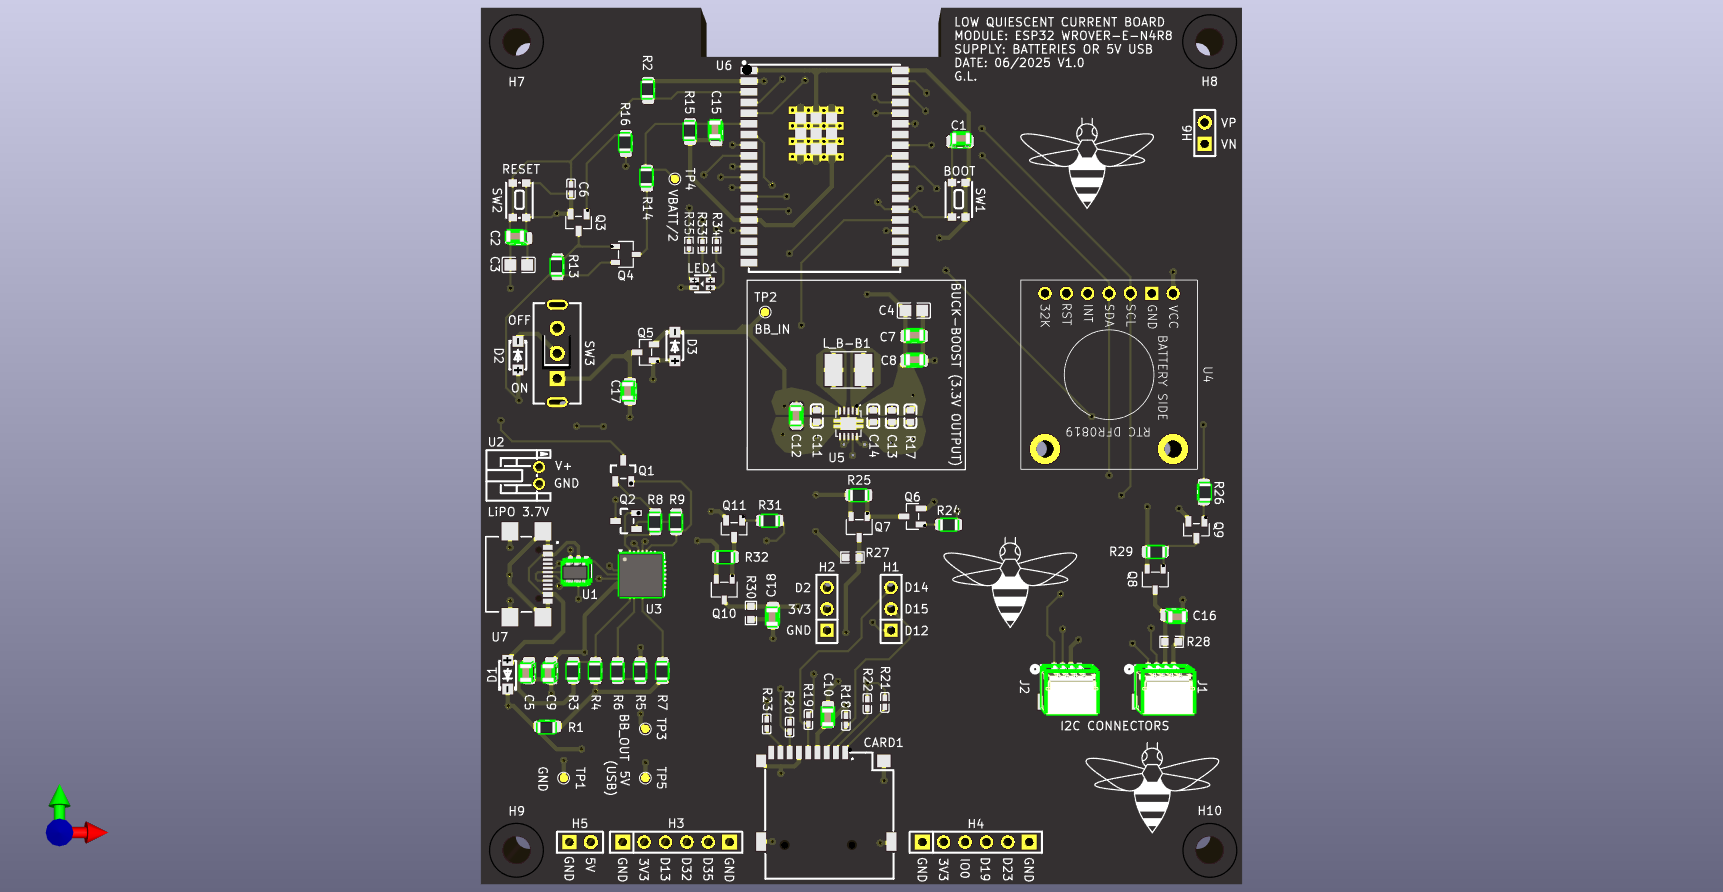 LOW QUIESCENT CURRENT BOARD
MODULE: ESP32 WROVER-E-N4R8
SUPPLY: BATTERIES OR 5V USB
DATE: 06/2025 V1.0
G.L.
H7
R2
U6
H8
R16
R15
C15
C1
H6
VP
VN
RESET
SW2
C6
Q3
R14
TP4
VBATT/2
BOOT
SW1
C2
C3
R13
Q4
R35
R33
R34
LED1
OFF
ON
D2
SW3
Q5
D3
C17
TP2
BB_IN
C4
C7
C8
L_B-B1
BUCK-BOOST (3.3V OUTPUT)
C12
C11
U5
C14
C13
R17
32K
RST
INT
SDA
SCL
GND
VCC
BATTERY SIDE
U4
RTC DFR0819
U2
V+
GND
LiPO 3.7V
Q1
Q2
R8
R9
Q11
R31
R25
Q7
Q6
R24
R26
Q9
R29
Q8
R32
R27
U1
U3
Q10
R30
C18
H2
D2
3V3
GND
H1
D14
D15
D12
C16
R28
U7
D1
C5
C9
R3
R4
R6
R5
R7
R1
BB_OUT 5V
(USB)
TP3
GND
TP1
TP5
R23
R20
R19
C10
R18
R22
R21
CARD1
J2
J1
I2C CONNECTORS
H9
H10
H5
GND
5V
H3
GND
3V3
D13
D32
D35
GND
H4
GND
3V3
IO0
D19
D23
GND